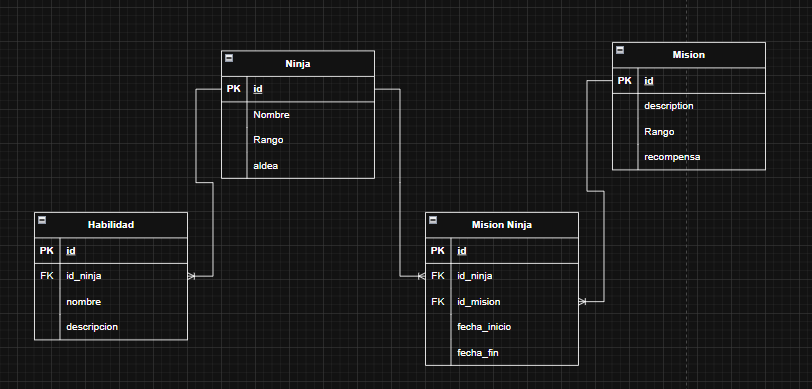 Ninja
PK id
Nombre
Rango
aldea
Mision
PK id
description
Rango
recompensa
Habilidad
PK id
FK id_ninja
nombre
descripcion
Mision Ninja
PK id
FK id_ninja
FK id_mision
fecha_inicio
fecha_fin